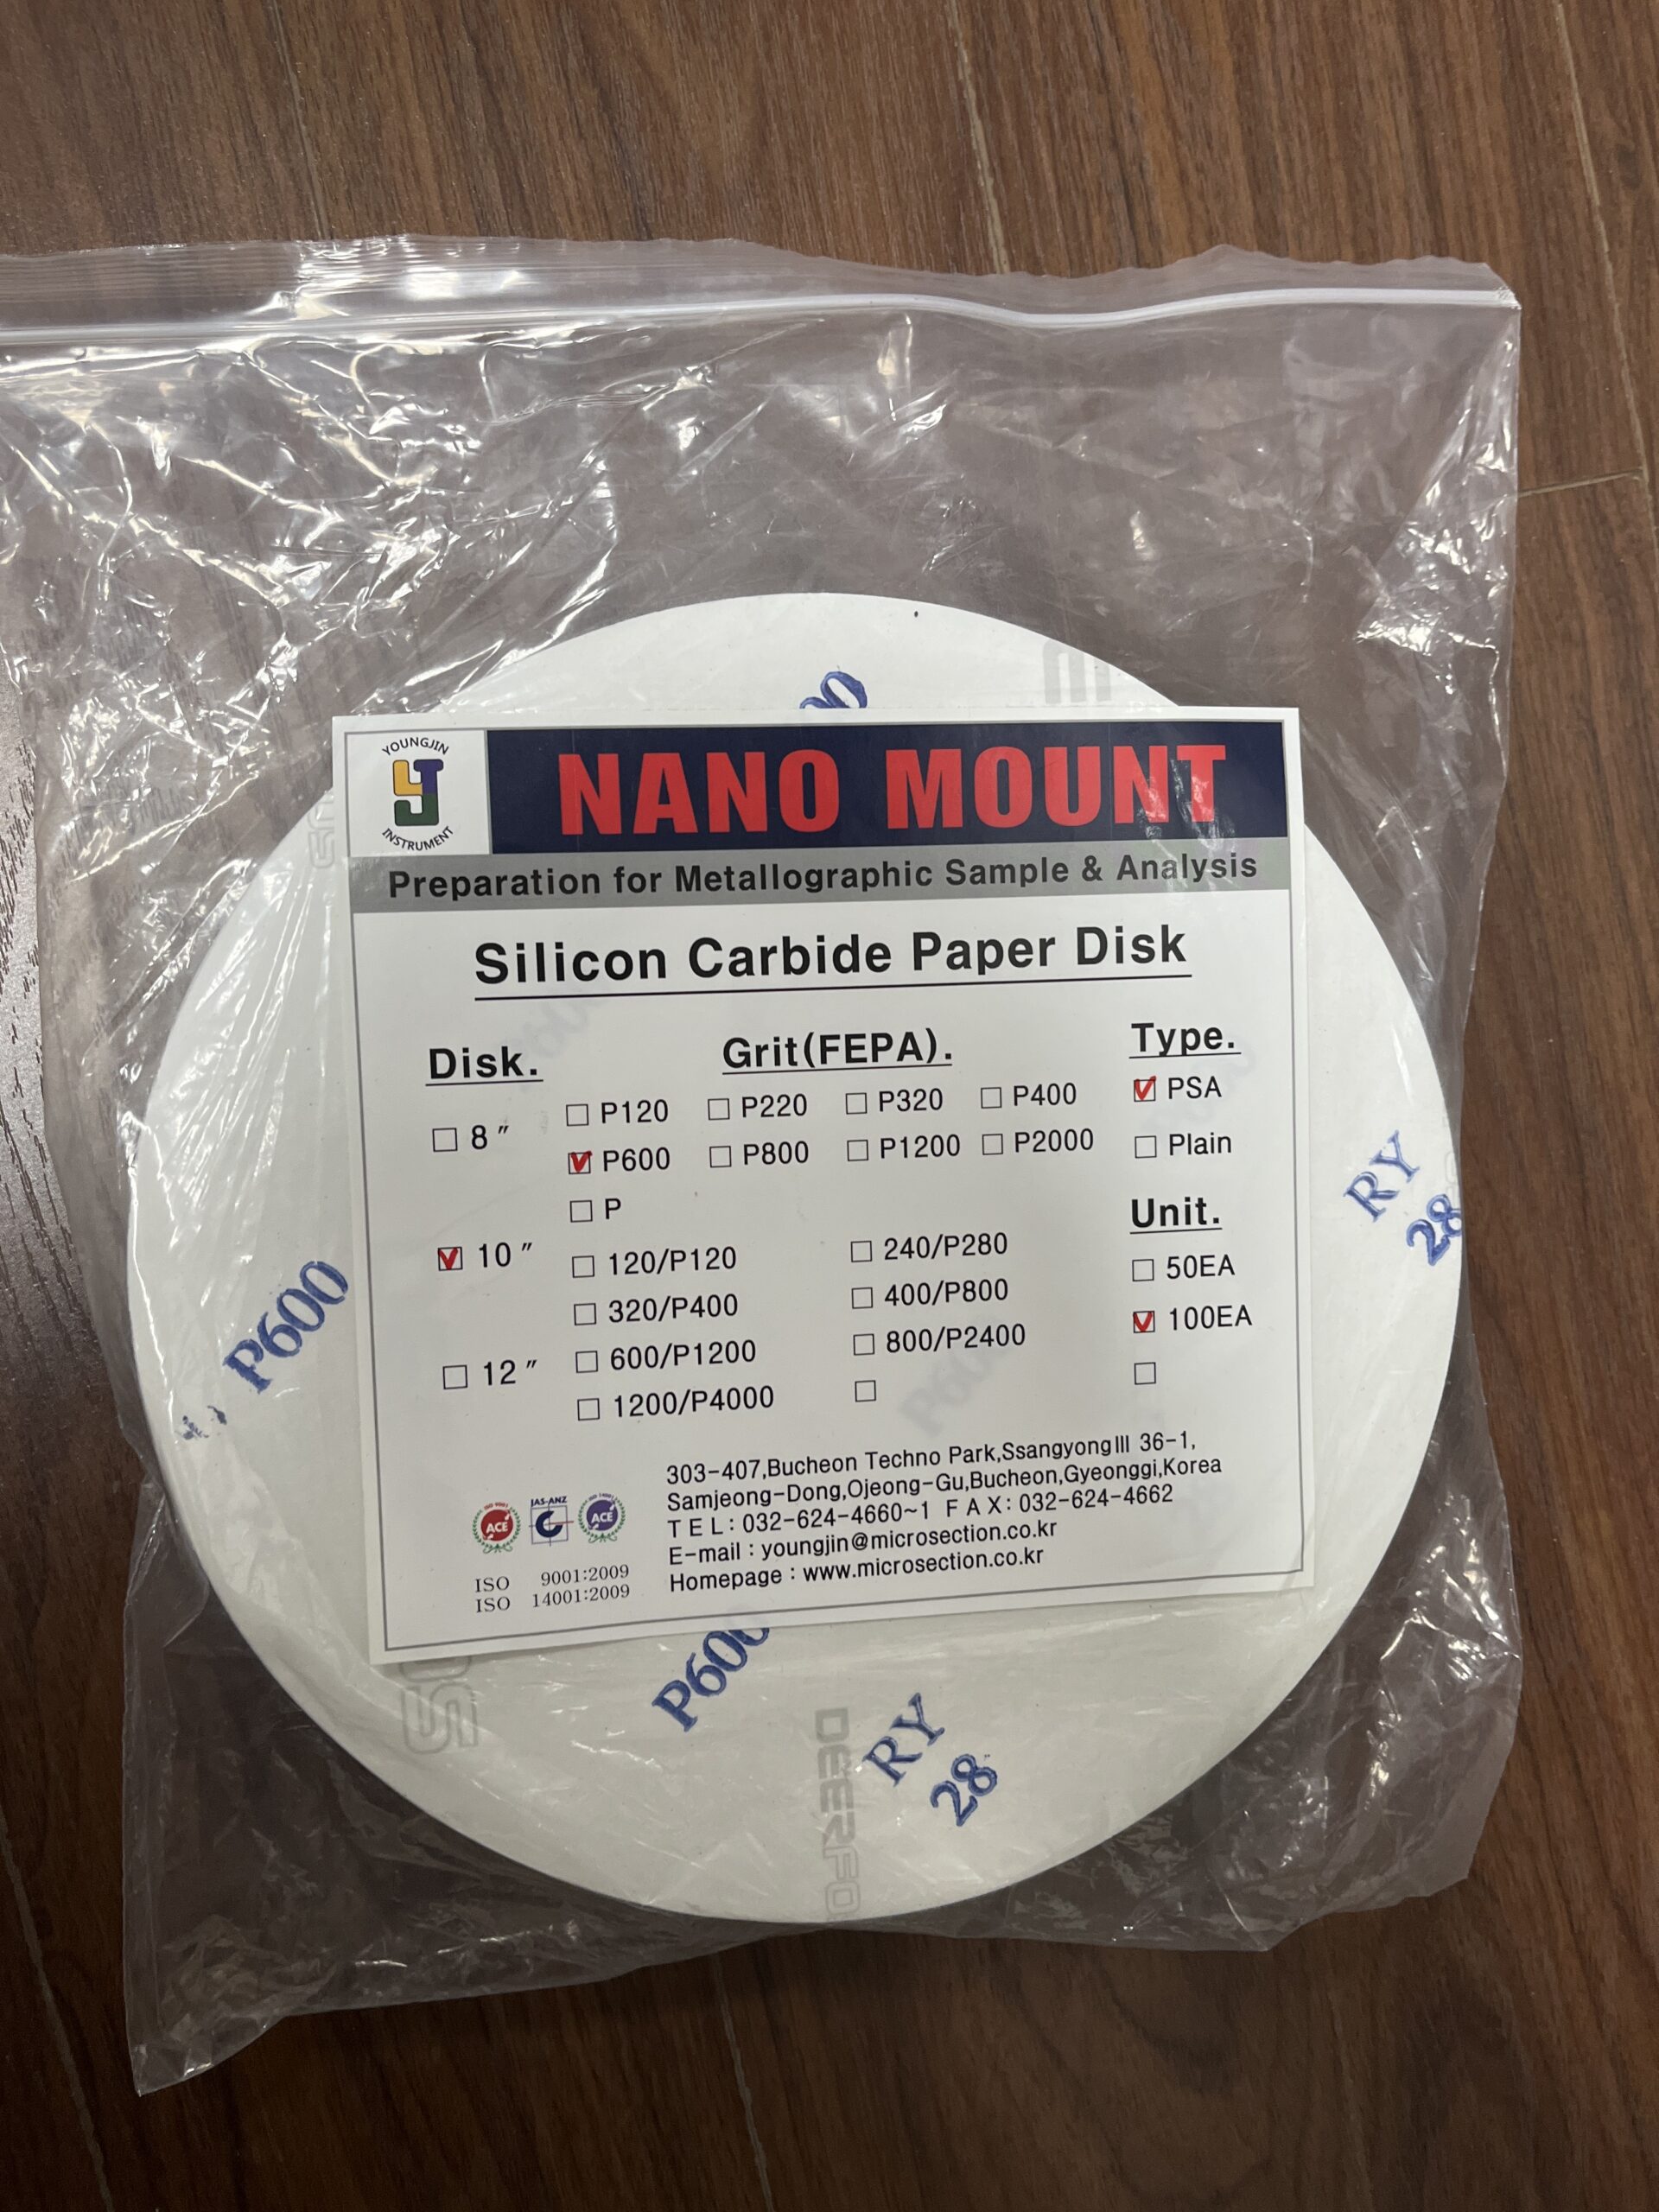 YOUNGJIN
INSTRUMENT
NANO MOUNT
Preparation for Metallographic Sample & Analysis
Silicon Carbide Paper Disk
Disk.
☐ 8 ″
☑ 10 ″
☐ 12 ″
Grit(FEPA).
☐ P120 ☐ P220 ☐ P320 ☐ P400
☑ P600 ☐ P800 ☐ P1200 ☐ P2000
☐ P
☐ 120/P120 ☐ 240/P280
☐ 320/P400 ☐ 400/P800
☐ 600/P1200 ☐ 800/P2400
☐ 1200/P4000 ☐
Type.
☑ PSA
☐ Plain
Unit.
☐ 50EA
☑ 100EA
☐
ACE
JAS-ANZ
ACE
ISO 9001:2009
ISO 14001:2009
303-407,Bucheon Techno Park,SsangyongⅢ 36-1,
Samjeong-Dong,Ojeong-Gu,Bucheon,Gyeonggi,Korea
T E L : 032-624-4660~1 F A X : 032-624-4662
E-mail : youngjin@microsection.co.kr
Homepage : www.microsection.co.kr
RY
28
P600
P600
RY
28
DEERFO